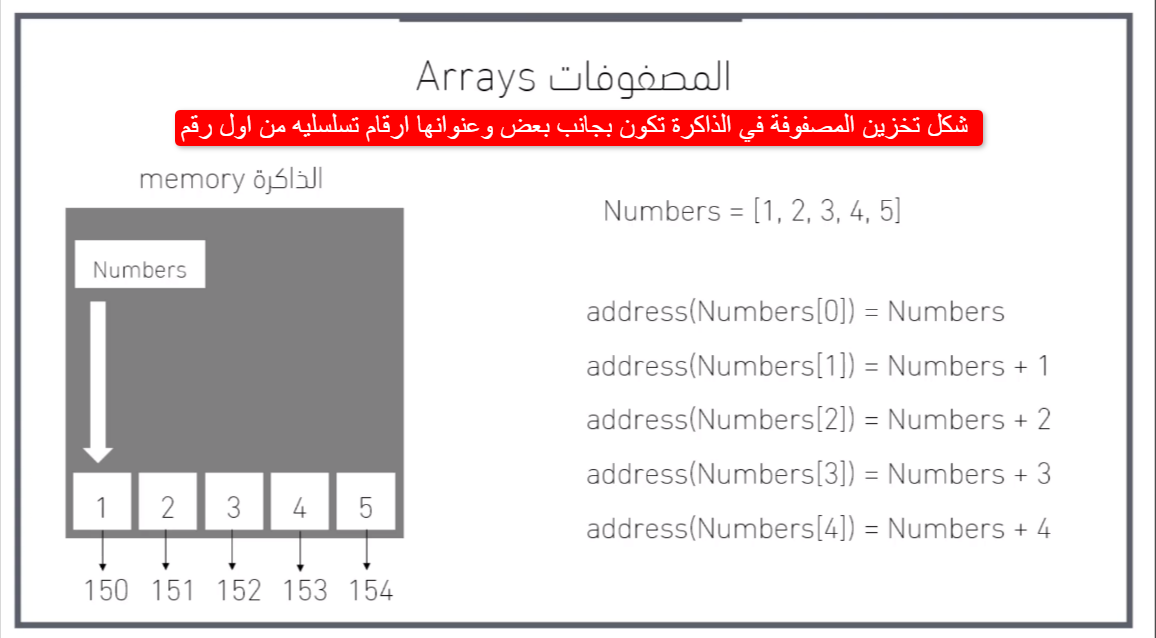 المصفوفات Arrays
شكل تخزين المصفوفة في الذاكرة تكون بجانب بعض وعنوانها ارقام تسلسليه من اول رقم
الذاكرة memory
Numbers
1 2 3 4 5
150 151 152 153 154
Numbers = [1, 2, 3, 4, 5]
address(Numbers[0]) = Numbers
address(Numbers[1]) = Numbers + 1
address(Numbers[2]) = Numbers + 2
address(Numbers[3]) = Numbers + 3
address(Numbers[4]) = Numbers + 4